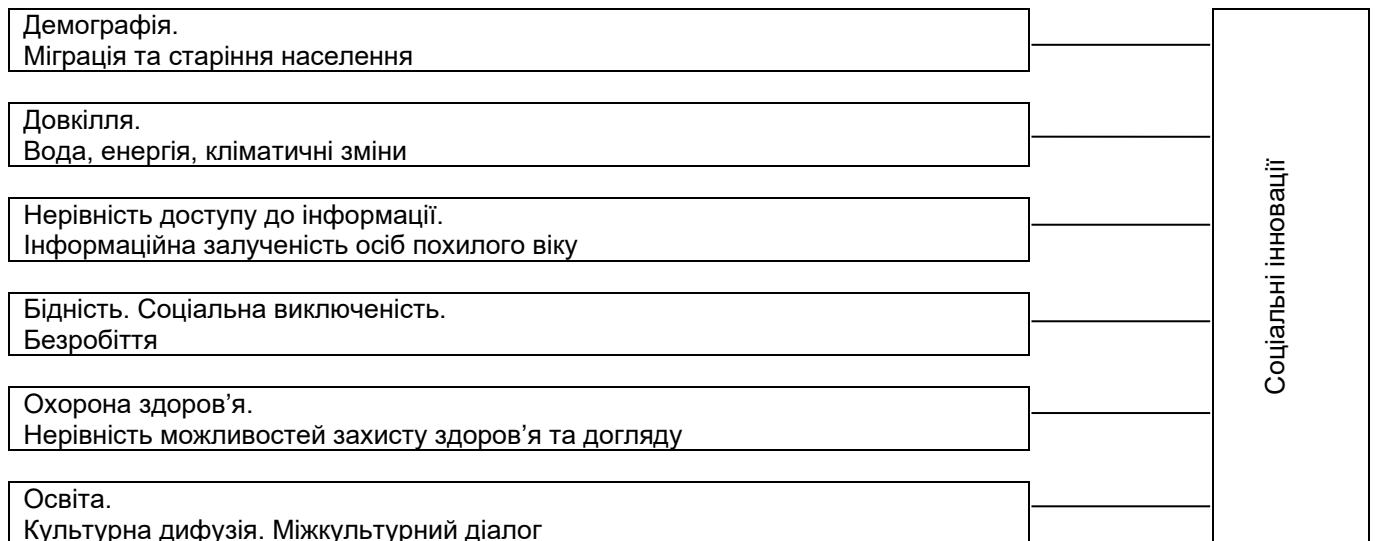 Демографія.
Міграція та старіння населення
Довкілля.
Вода, енергія, кліматичні зміни
Нерівність доступу до інформації.
Інформаційна залученість осіб похилого віку
Бідність. Соціальна виключеність.
Безробіття
Охорона здоров’я.
Нерівність можливостей захисту здоров’я та догляду
Освіта.
Культурна дифузія. Міжкультурний діалог
Соціальні інновації